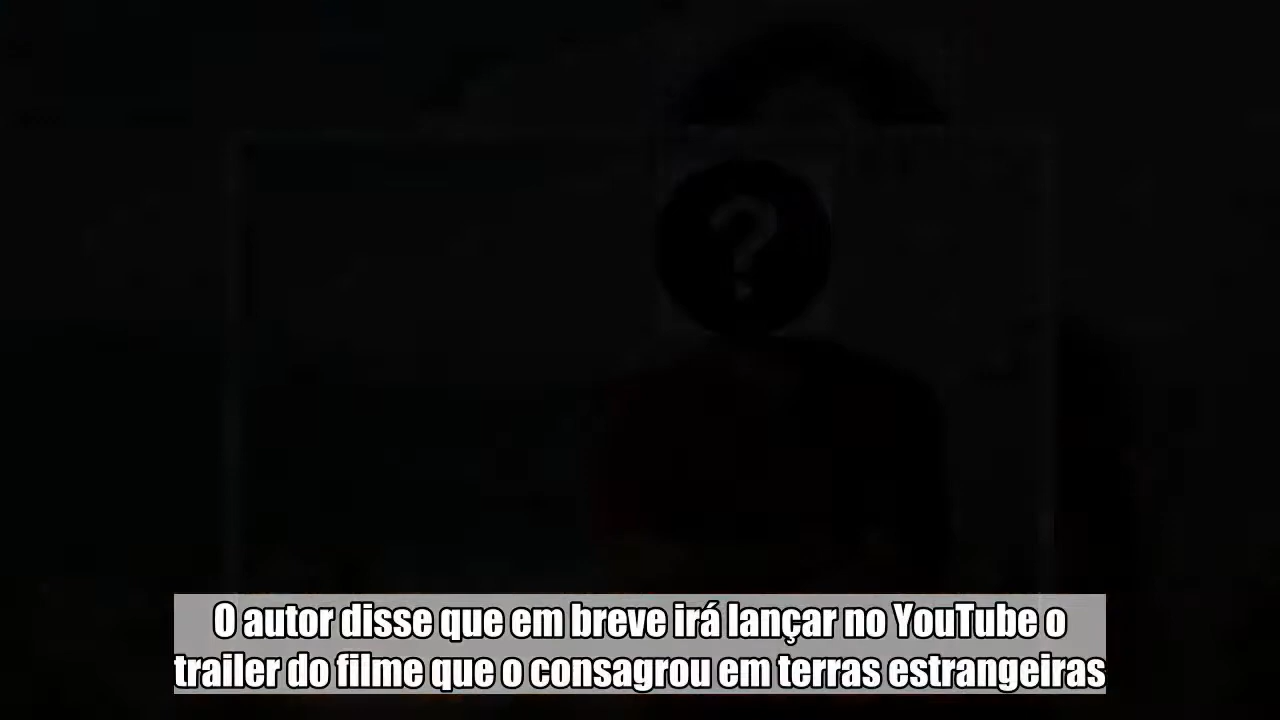 ?
O autor disse que em breve irá lançar no YouTube o
trailer do filme que o consagrou em terras estrangeiras